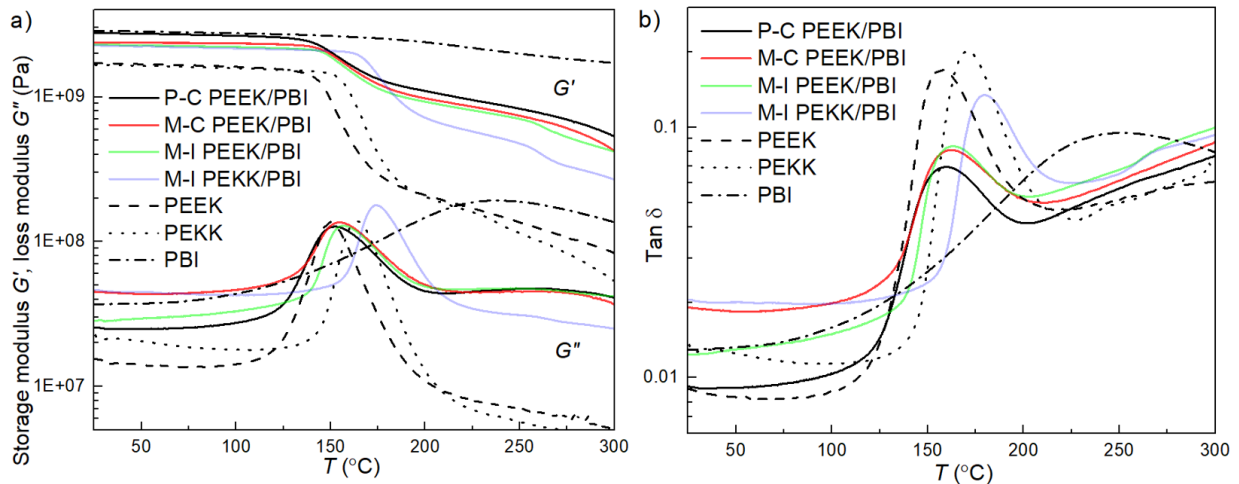 a)
Storage modulus G', loss modulus G" (Pa)
1E+09
1E+08
1E+07
G'
P-C PEEK/PBI
M-C PEEK/PBI
M-I PEEK/PBI
M-I PEKK/PBI
PEEK
PEKK
PBI
G"
50
100
150
200
250
300
T (°C)
b)
Tan δ
0.1
0.01
P-C PEEK/PBI
M-C PEEK/PBI
M-I PEEK/PBI
M-I PEKK/PBI
PEEK
PEKK
PBI
50
100
150
200
250
300
T (°C)